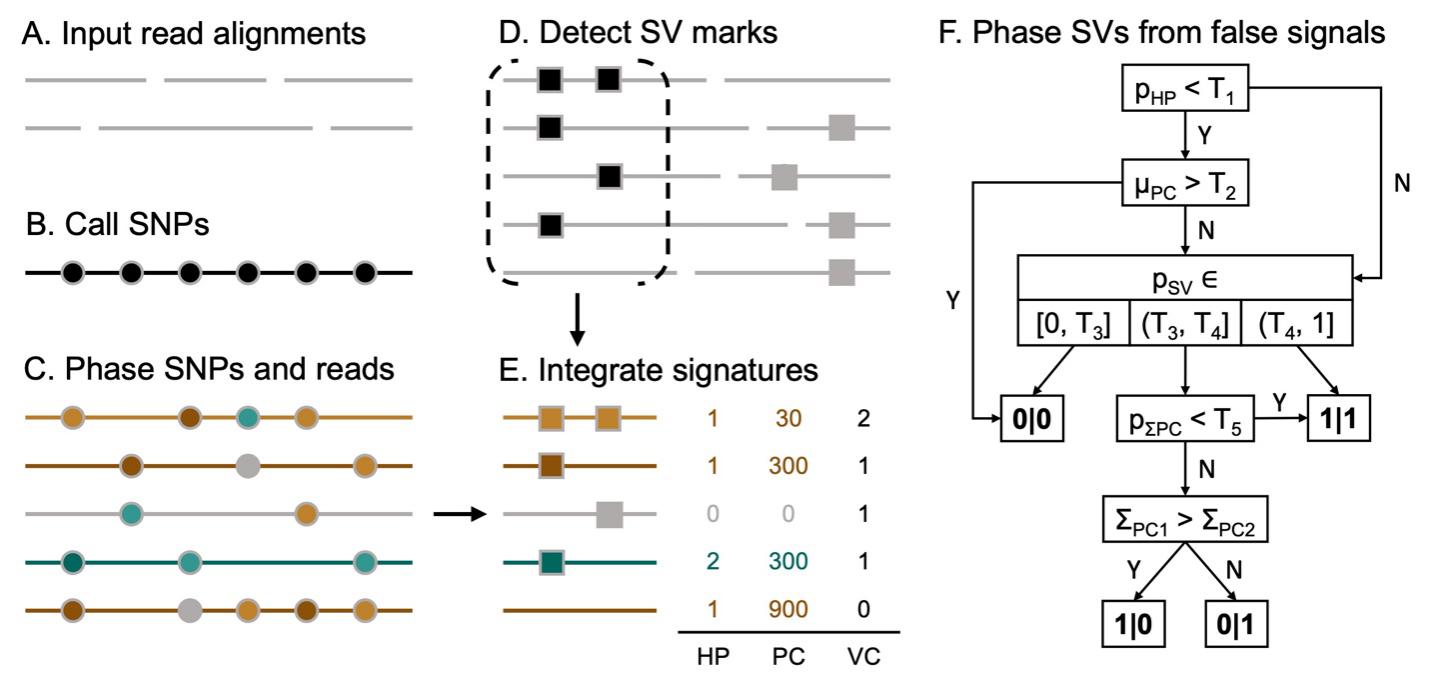 A. Input read alignments
B. Call SNPs
C. Phase SNPs and reads
D. Detect SV marks
E. Integrate signatures
1 30 2
1 300 1
0 0 1
2 300 1
1 900 0
HP PC VC
F. Phase SVs from false signals
p_HP < T_1
Y
N
μ_PC > T_2
N
Y
p_SV ∈
[0, T_3] (T_3, T_4] (T_4, 1]
0|0
p_ΣPC < T_5
Y
1|1
N
Σ_PC1 > Σ_PC2
Y N
1|0 0|1